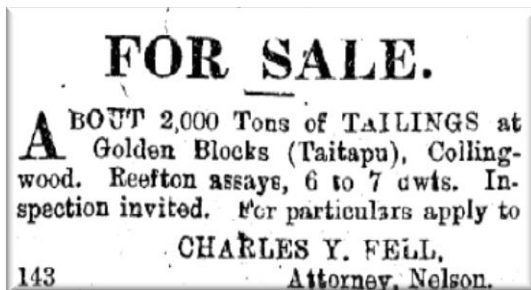 FOR SALE.
ABOUT 2,000 Tons of TAILINGS at
Golden Blocks (Taitapu), Colling-
wood. Reefton assays, 6 to 7 dwts. In-
spection invited. For particulars apply to
CHARLES Y. FELL,
143 Attorney, Nelson.